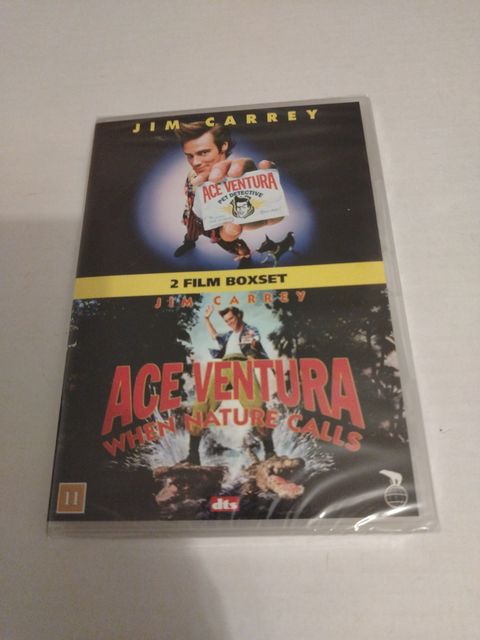 JIM CARREY
ACE VENTURA
PET DETECTIVE
2 FILM BOXSET
JIM CARREY
ACE VENTURA
WHEN NATURE CALLS
11
dts